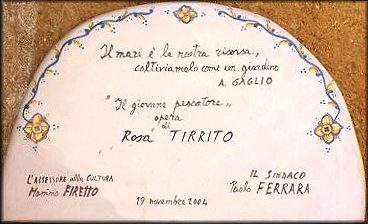 Il mare è la nostra risorsa,
coltiviamolo come un giardino
A. GAGLIO
"Il giovane pescatore„
opera
di
Rosa TIRRITO
L'ASSESSORE alla CULTURA
Mommo FIRETTO
IL SINDACO
Paolo FERRARA
19 novembre 2004